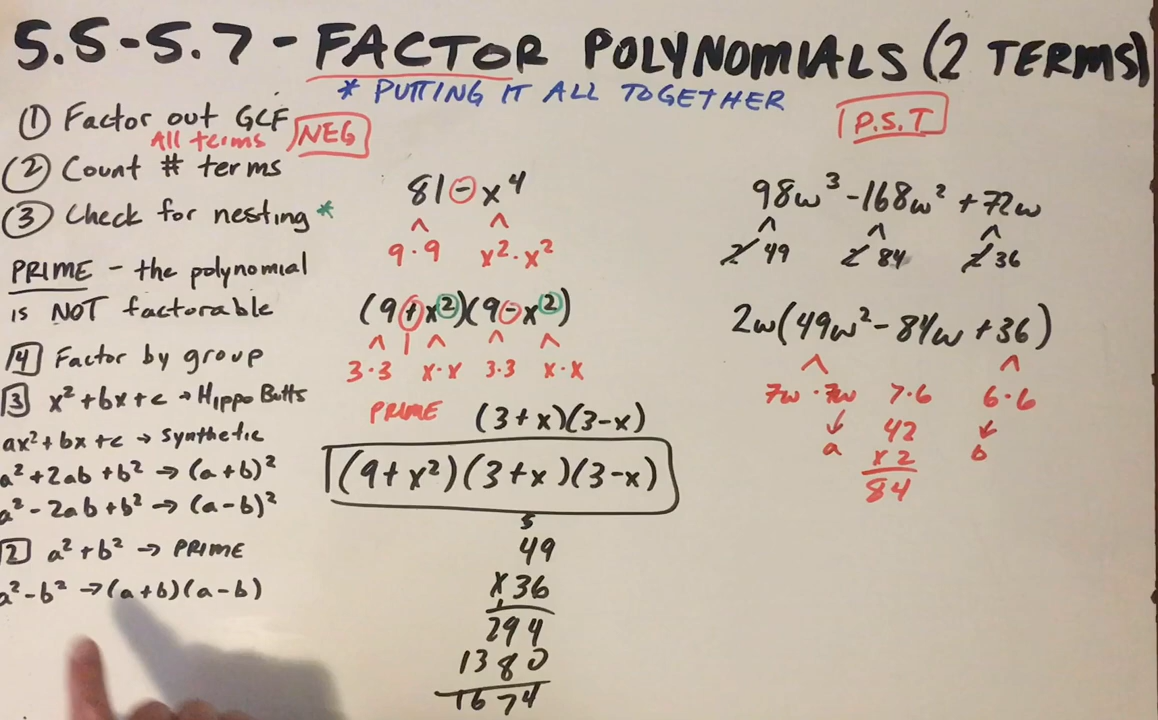 5.5-5.7 - FACTOR POLYNOMIALS (2 TERMS)
* PUTTING IT ALL TOGETHER
① Factor out GCF
All terms NEG
② Count # terms
③ Check for nesting *
PRIME - the polynomial
is NOT factorable
4 Factor by group
3 x² + bx + c → Hippo Butts
ax² + bx + c → Synthetic
a² + 2ab + b² → (a+b)²
a² - 2ab + b² → (a-b)²
2 a² + b² → PRIME
a² - b² → (a+b)(a-b)
81 - x⁴
9·9 x²·x²
(9+x²)(9-x²)
3·3 x·x 3·3 x·x
PRIME (3+x)(3-x)
(9+x²)(3+x)(3-x)
5
49
x36
294
1380
1674
P.S.T
98w³ - 168w² + 72w
2 49 2 84 2 36
2w(49w² - 84w + 36)
7w·7w 7·6 6·6
a 42 b
x2
84